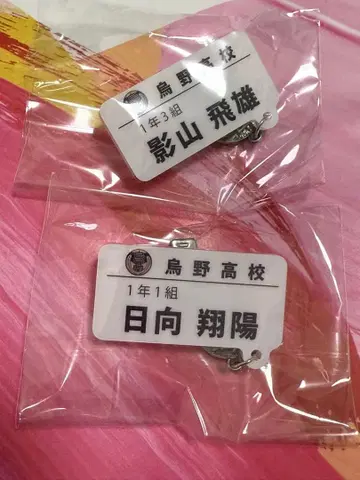 烏野高校
1年3組
影山 飛雄
烏野高校
1年1組
日向 翔陽